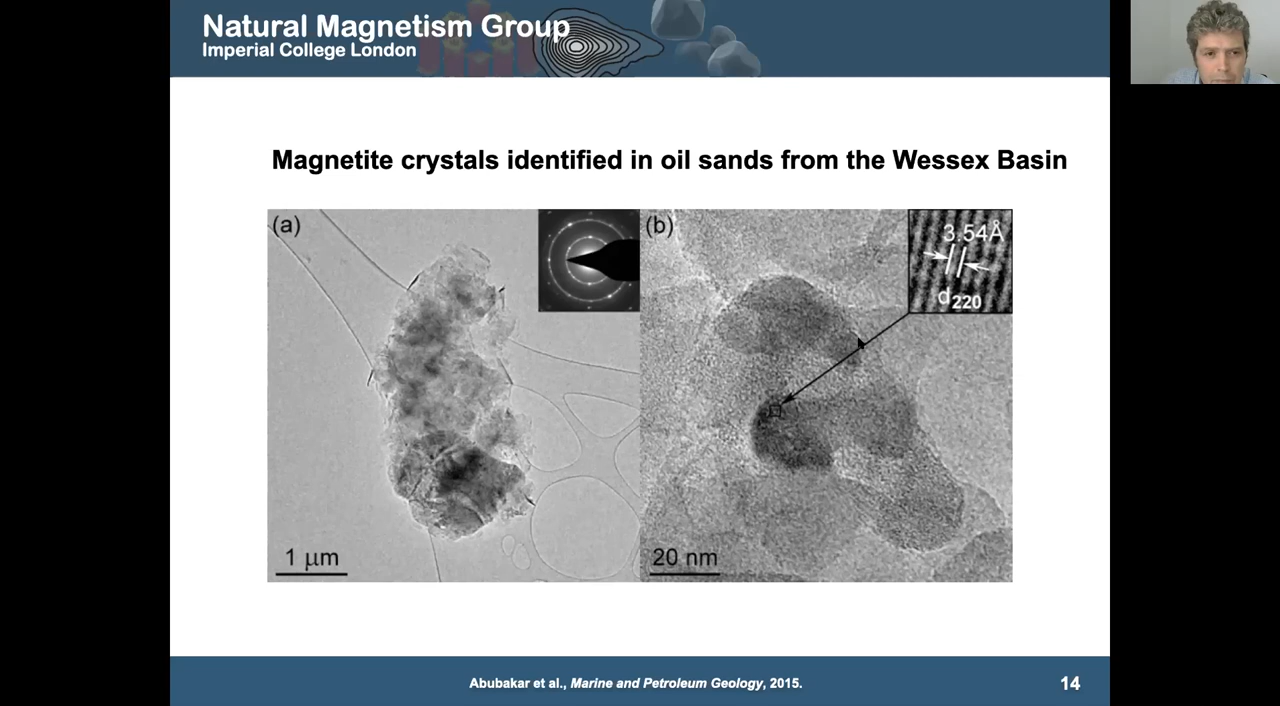 Natural Magnetism Group
Imperial College London
Magnetite crystals identified in oil sands from the Wessex Basin
(a)
(b)
3.54Å
d220
1 µm
20 nm
Abubakar et al., Marine and Petroleum Geology, 2015.
14